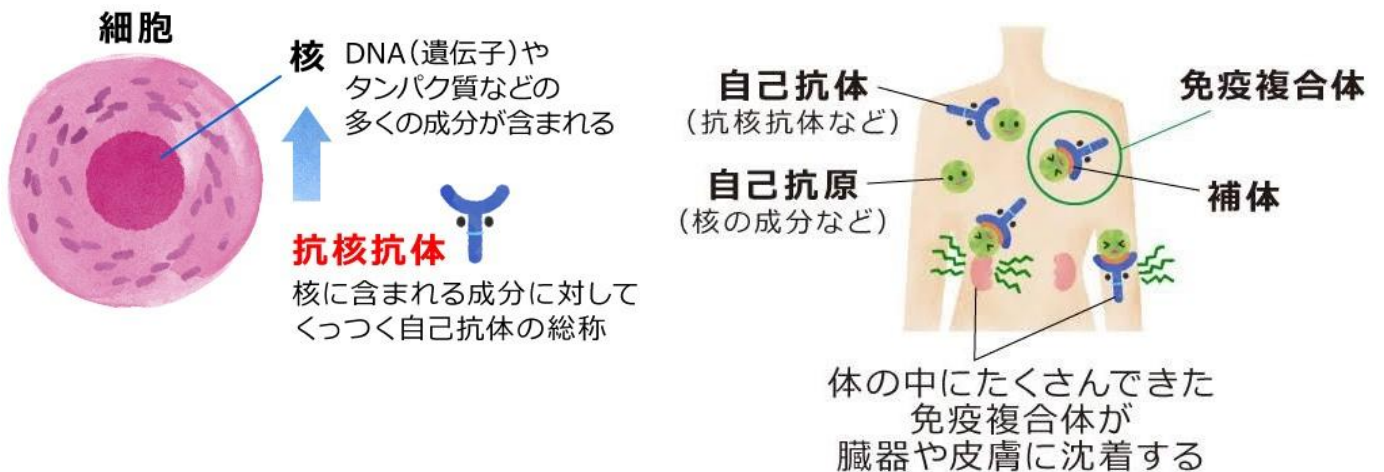 細胞
核
DNA（遺伝子）や
タンパク質などの
多くの成分が含まれる
抗核抗体
核に含まれる成分に対して
くっつく自己抗体の総称
自己抗体
（抗核抗体など）
自己抗原
（核の成分など）
免疫複合体
補体
体の中にたくさんできた
免疫複合体が
臓器や皮膚に沈着する